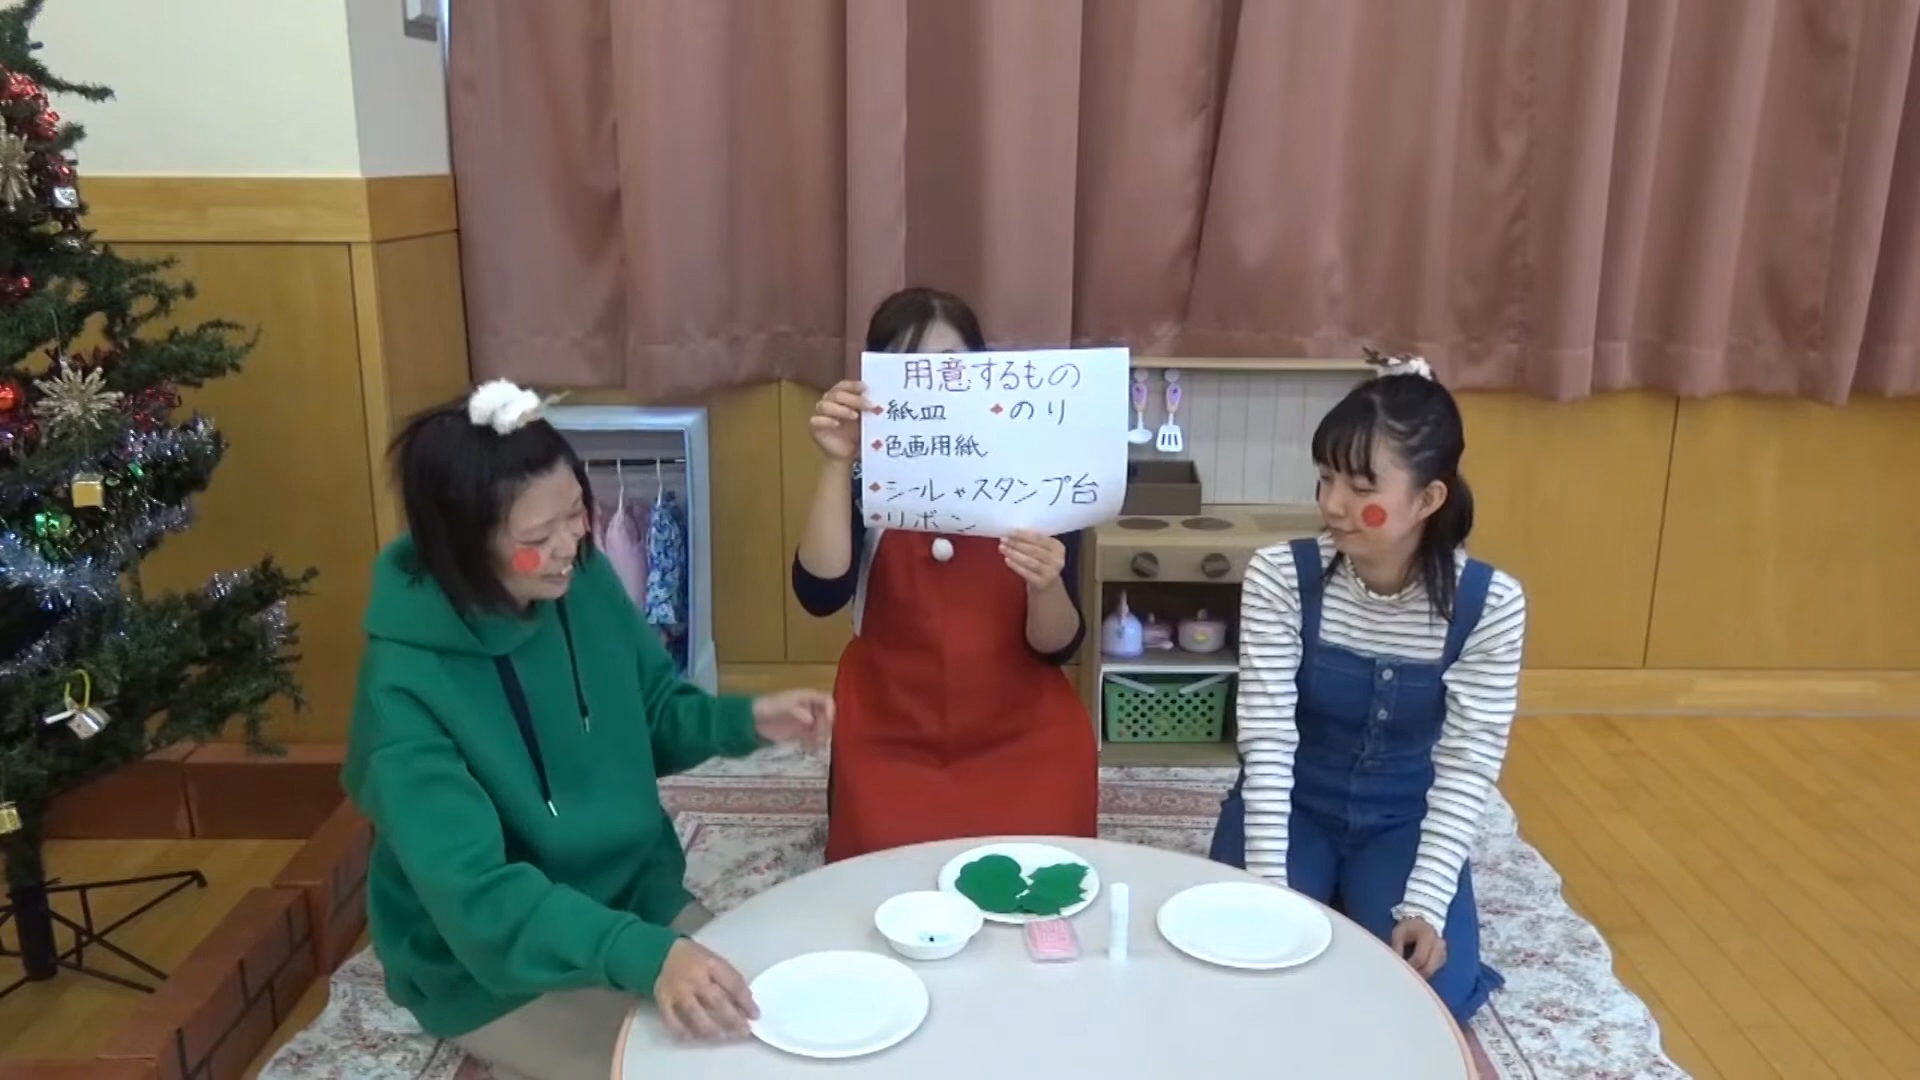 用意するもの
紙皿 のり
色画用紙
シールやスタンプ台
リボン